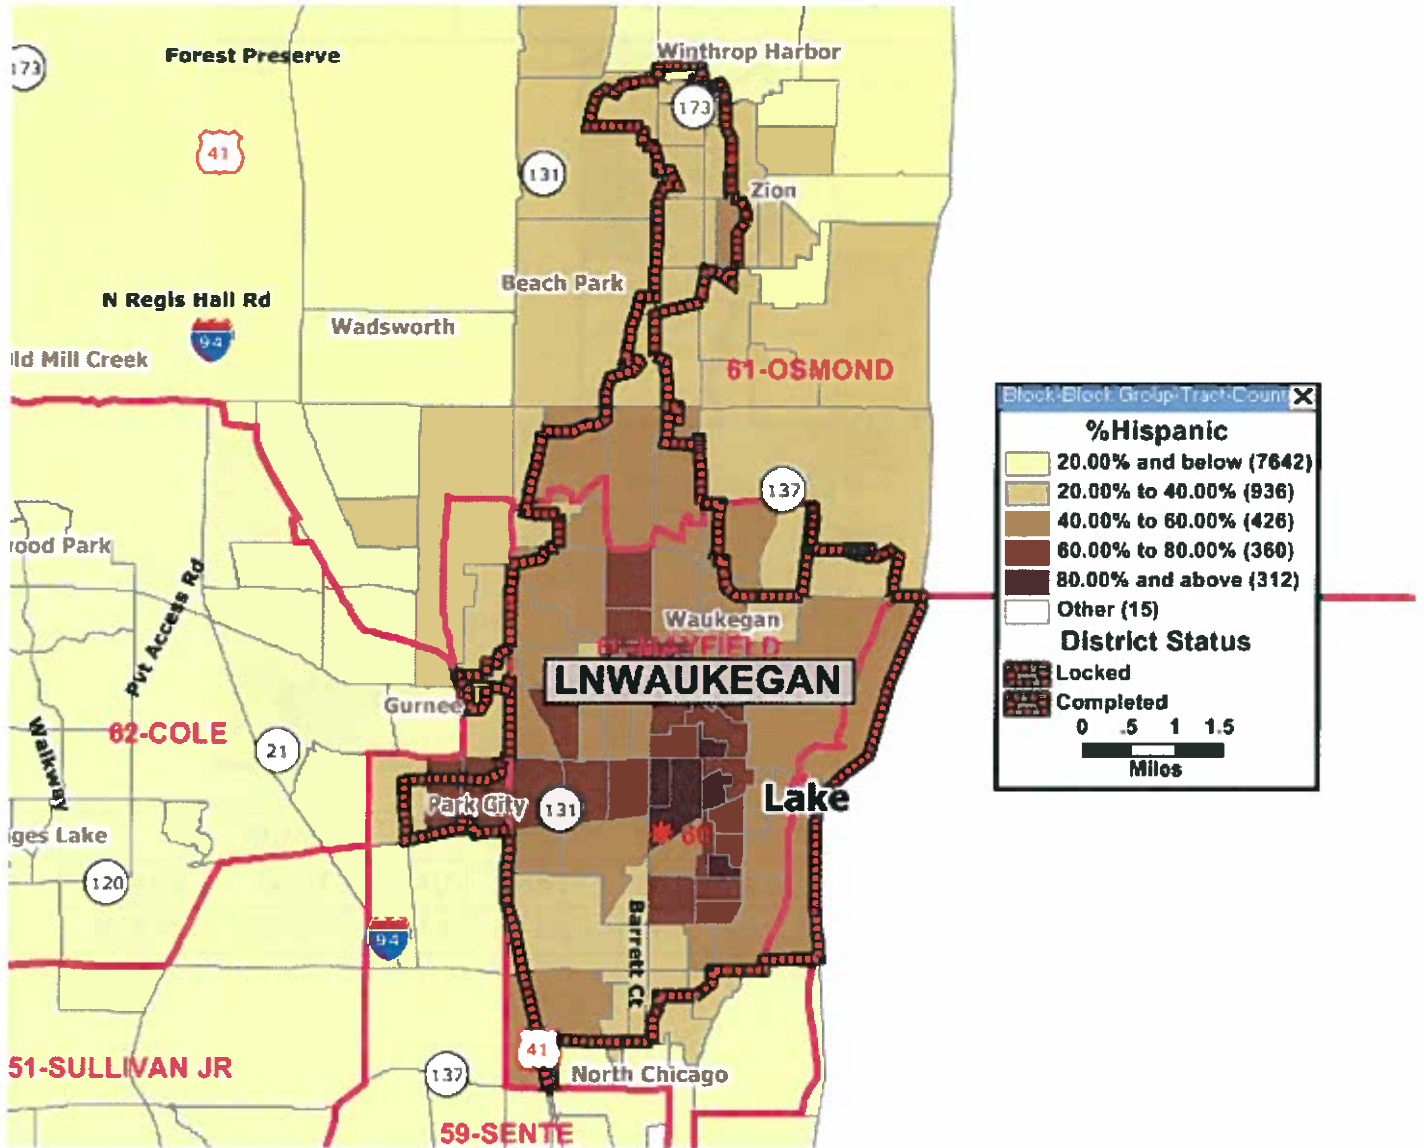 Winthrop Harbor
Forest Preserve
173
173
41
131
Zion
Beach Park
N Regis Hall Rd
94
Wadsworth
ld Mill Creek
61-OSMOND
Block-Block Group-Tract-Count
%Hispanic
20.00% and below (7642)
20.00% to 40.00% (936)
40.00% to 60.00% (426)
60.00% to 80.00% (360)
80.00% and above (312)
Other (15)
District Status
Locked
Completed
0 .5 1 1.5
Miles
137
ood Park
Pvt Access Rd
Waukegan
LNWAUKEGAN
Gurnee
62-COLE
21
Walkway
Park City
131
Lake
60
ges Lake
120
94
Barrett Ct
41
51-SULLIVAN JR
137
North Chicago
59-SENTE